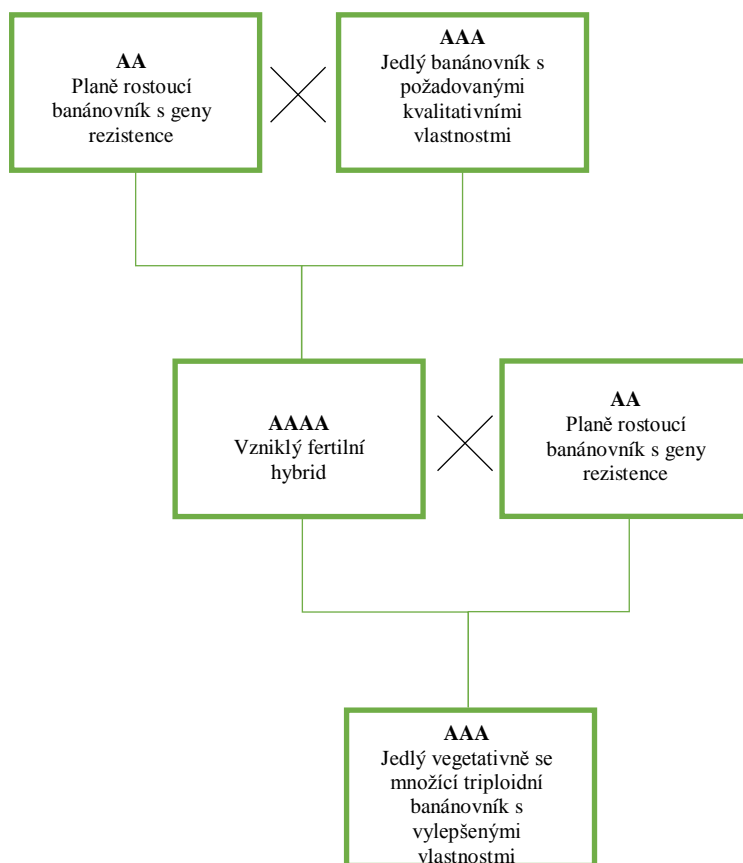 AA
Planě rostoucí
banánovník s geny
rezistence
AAA
Jedlý banánovník s
požadovanými
kvalitativními
vlastnostmi
AAAA
Vzniklý fertilní
hybrid
AA
Planě rostoucí
banánovník s geny
rezistence
AAA
Jedlý vegetativně se
množící triploidní
banánovník s
vylepšenými
vlastnostmi